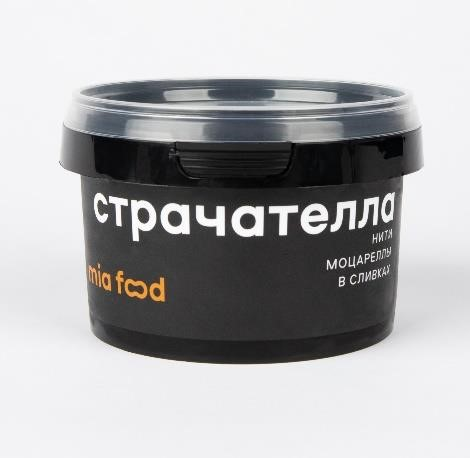 страчателла
нити
моцареллы
в сливках
mia food